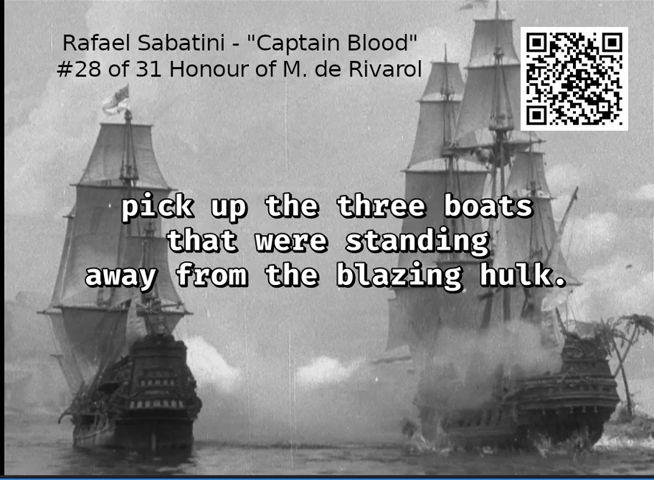 Rafael Sabatini - "Captain Blood"
#28 of 31 Honour of M. de Rivarol
pick up the three boats
that were standing
away from the blazing hulk.